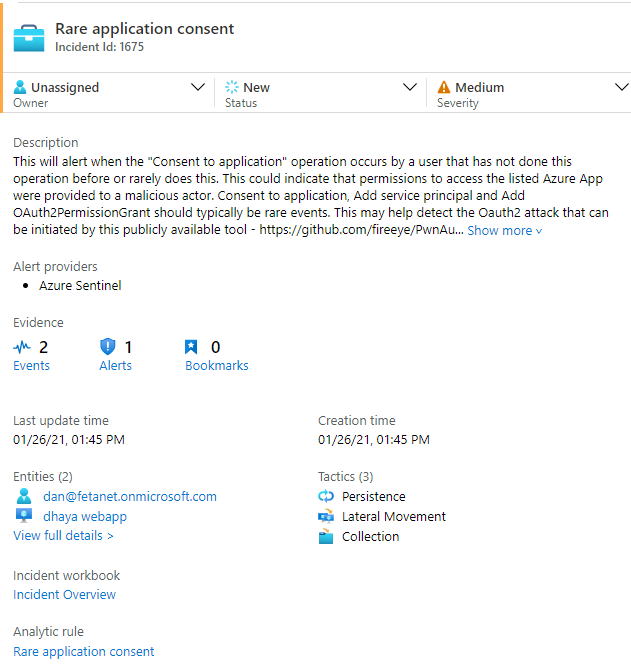 Rare application consent
Incident Id: 1675
Unassigned
Owner
New
Status
Medium
Severity
Description
This will alert when the "Consent to application" operation occurs by a user that has not done this
operation before or rarely does this. This could indicate that permissions to access the listed Azure App
were provided to a malicious actor. Consent to application, Add service principal and Add
OAuth2PermissionGrant should typically be rare events. This may help detect the Oauth2 attack that can
be initiated by this publicly available tool - https://github.com/fireeye/PwnAu... Show more
Alert providers
• Azure Sentinel
Evidence
2
Events
1
Alerts
0
Bookmarks
Last update time
01/26/21, 01:45 PM
Creation time
01/26/21, 01:45 PM
Entities (2)
dan@fetanet.onmicrosoft.com
dhaya webapp
View full details >
Tactics (3)
Persistence
Lateral Movement
Collection
Incident workbook
Incident Overview
Analytic rule
Rare application consent